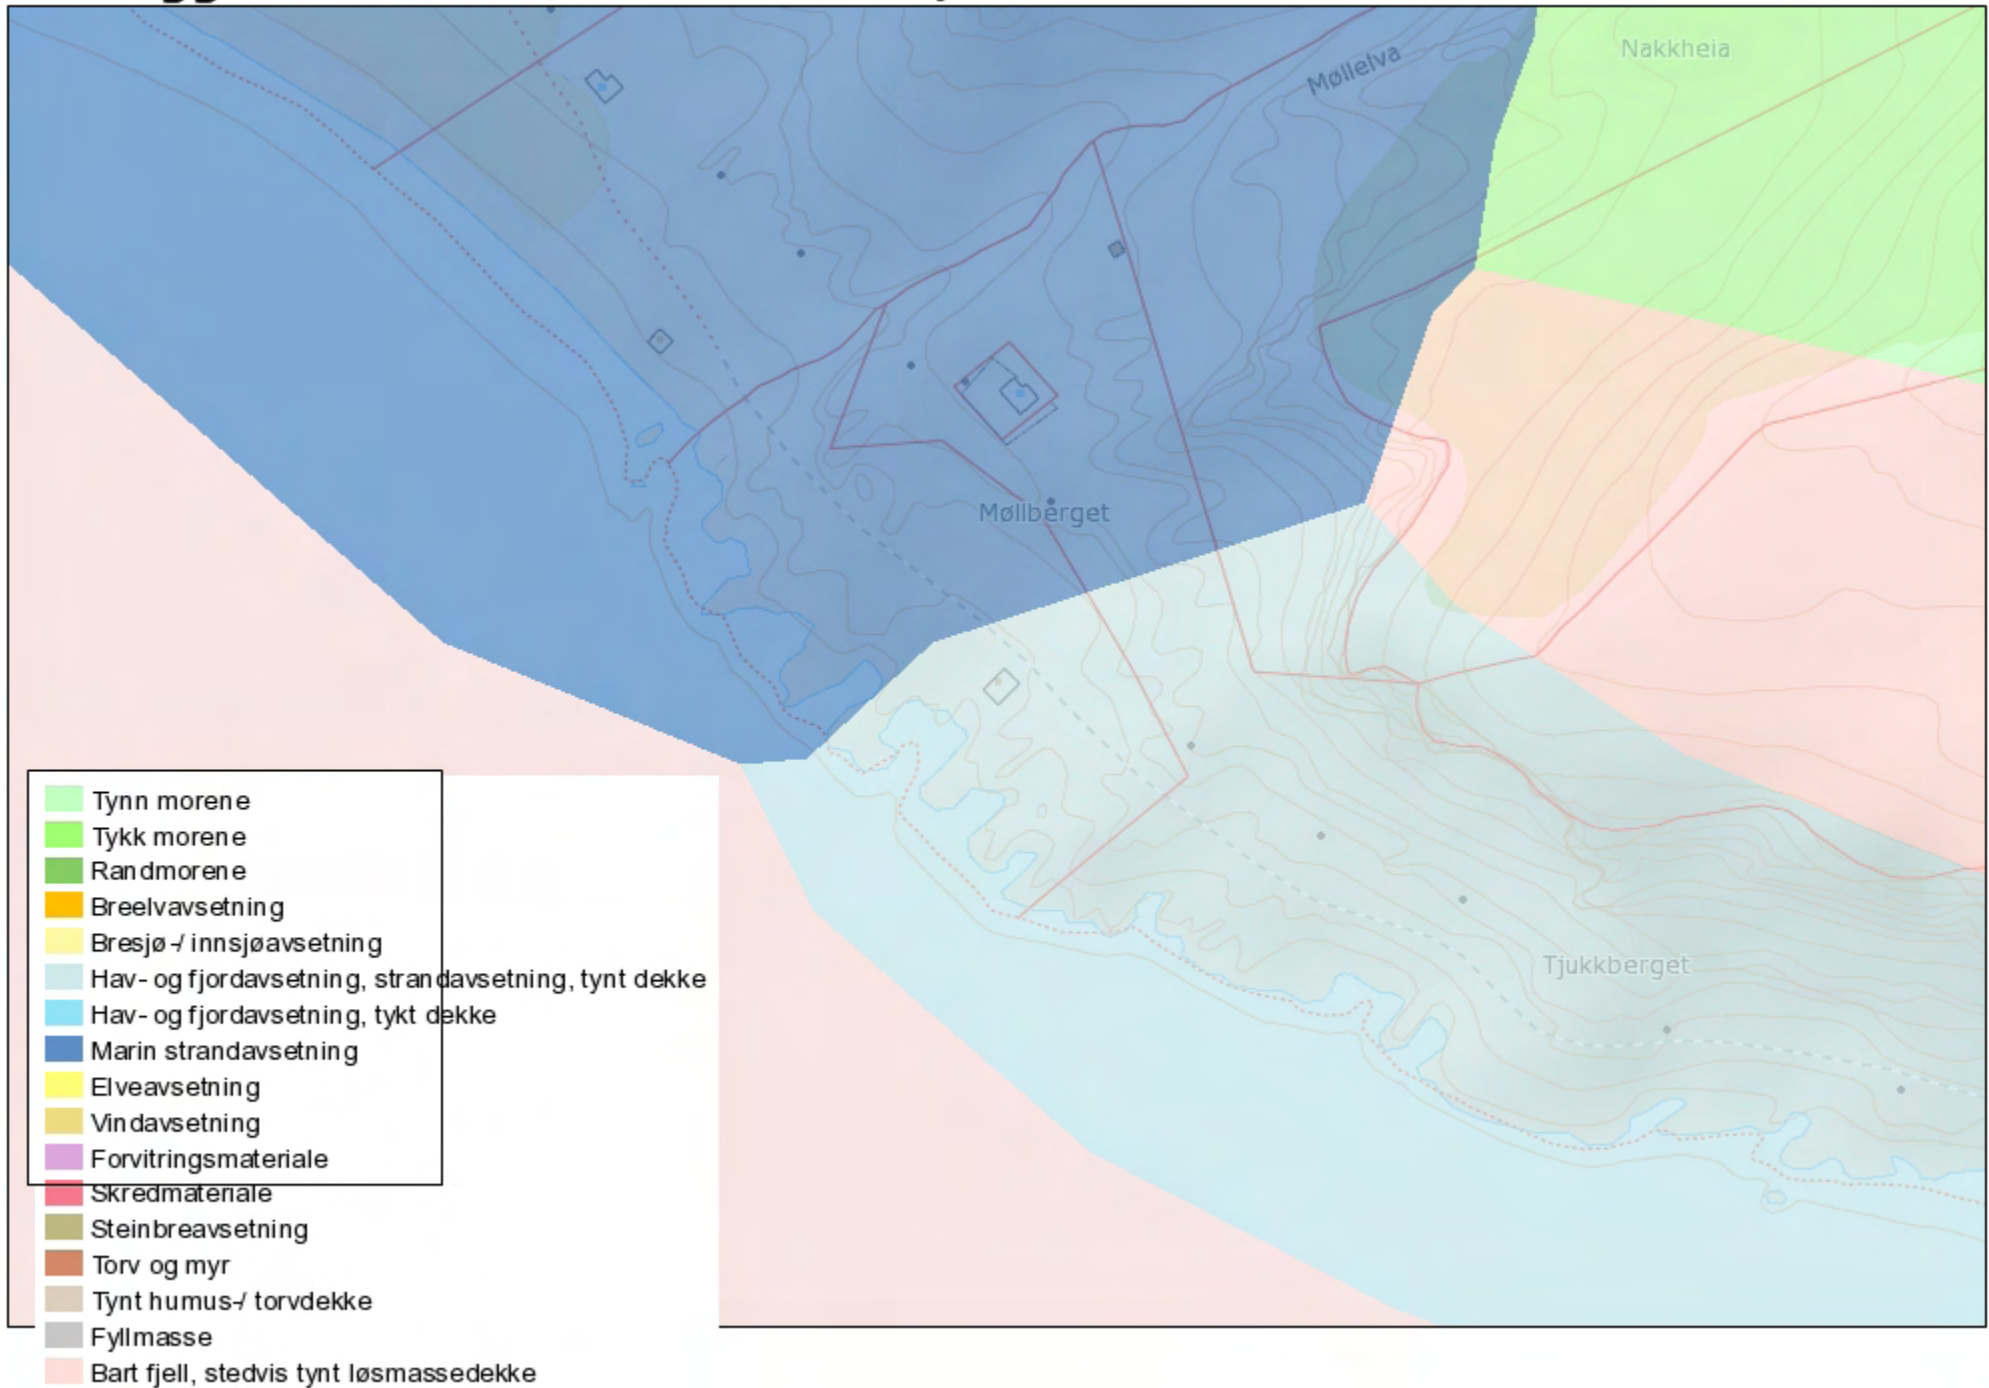 Nakkheia
Møllelva
Møllberget
Tjukkberget
Tynn morene
Tykk morene
Randmorene
Breelvavsetning
Bresjø-/ innsjøavsetning
Hav- og fjordavsetning, strandavsetning, tynt dekke
Hav- og fjordavsetning, tykt dekke
Marin strandavsetning
Elveavsetning
Vindavsetning
Forvitringsmateriale
Skredmateriale
Steinbreavsetning
Torv og myr
Tynt humus-/ torvdekke
Fyllmasse
Bart fjell, stedvis tynt løsmassedekke